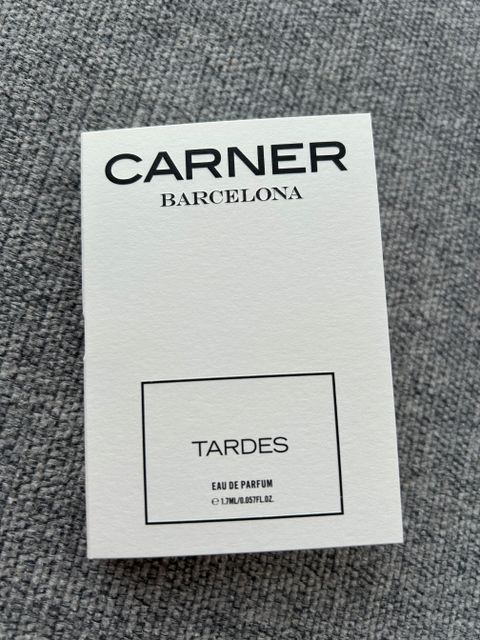 CARNER
BARCELONA
TARDES
EAU DE PARFUM
℮ 1.7ML/0.057FL.OZ.